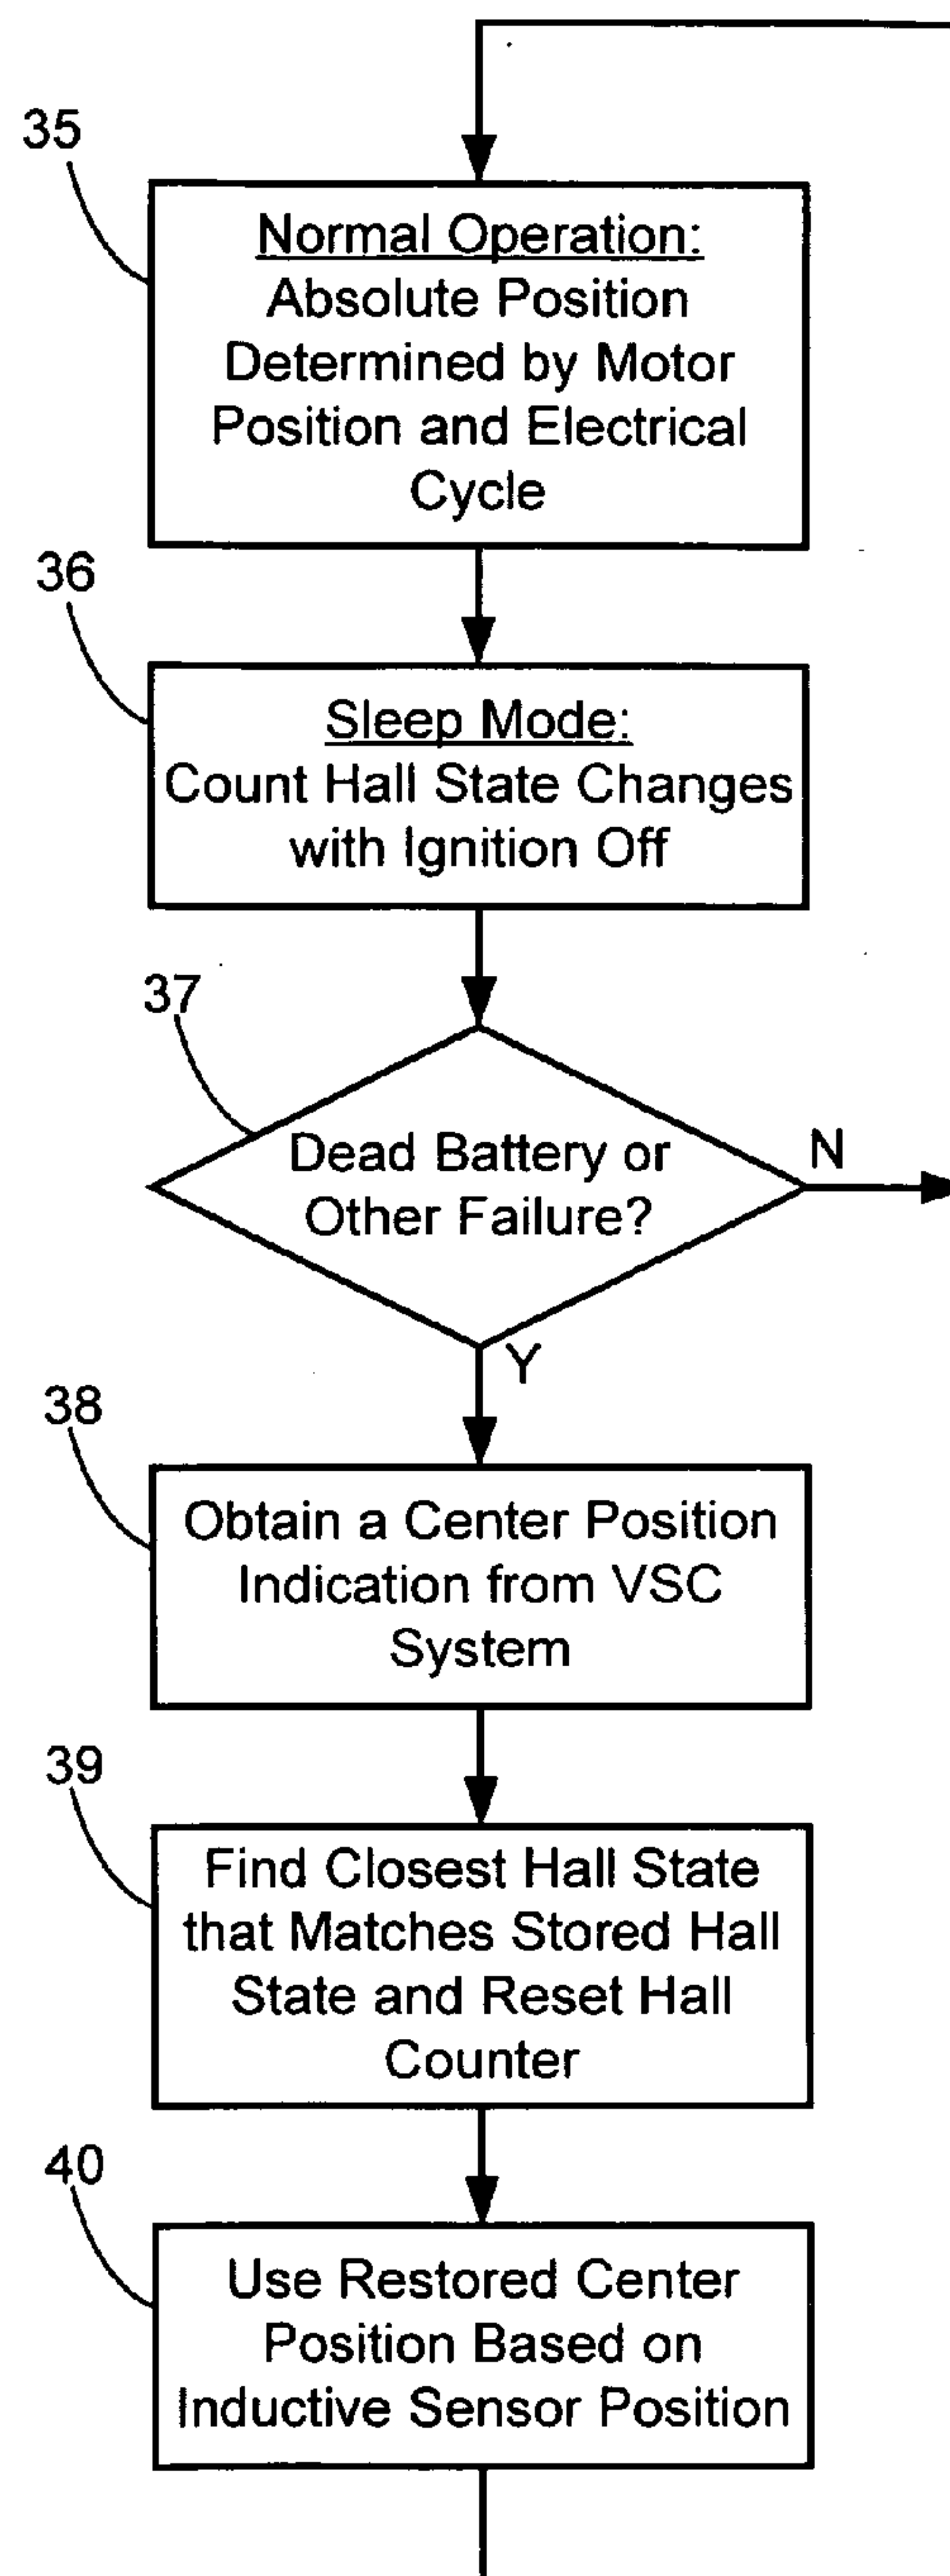 35
Normal Operation:
Absolute Position
Determined by Motor
Position and Electrical
Cycle
36
Sleep Mode:
Count Hall State Changes
with Ignition Off
37
Dead Battery or
Other Failure?
N
Y
38
Obtain a Center Position
Indication from VSC
System
39
Find Closest Hall State
that Matches Stored Hall
State and Reset Hall
Counter
40
Use Restored Center
Position Based on
Inductive Sensor Position